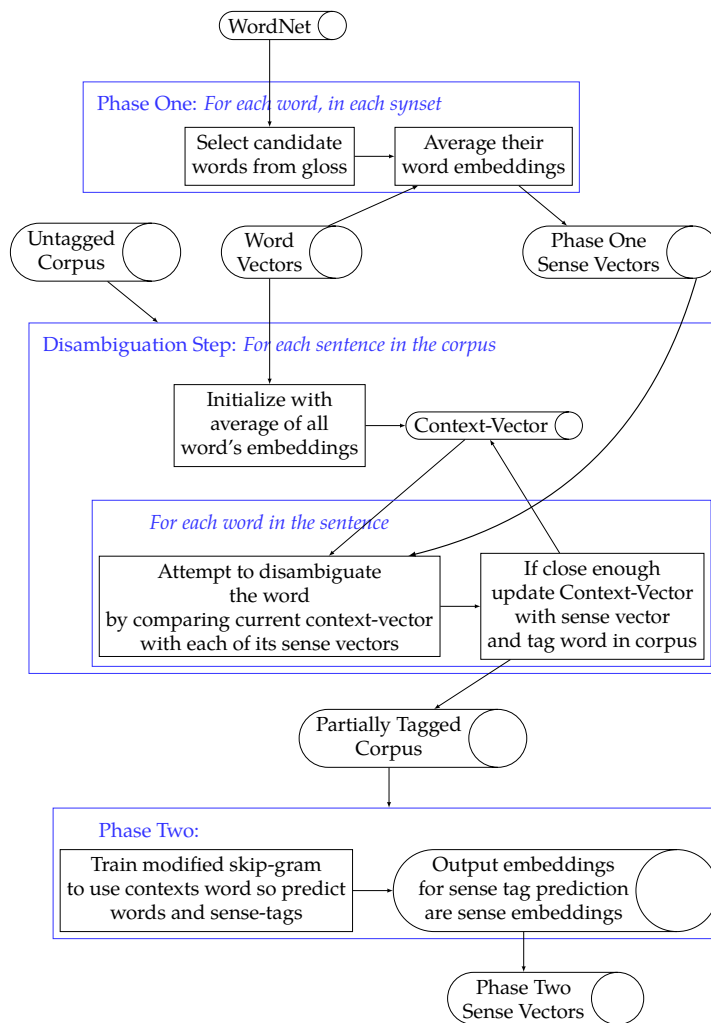 WordNet
Phase One: For each word, in each synset
Select candidate
words from gloss
Average their
word embeddings
Untagged
Corpus
Word
Vectors
Phase One
Sense Vectors
Disambiguation Step: For each sentence in the corpus
Initialize with
average of all
word's embeddings
Context-Vector
For each word in the sentence
Attempt to disambiguate
the word
by comparing current context-vector
with each of its sense vectors
If close enough
update Context-Vector
with sense vector
and tag word in corpus
Partially Tagged
Corpus
Phase Two:
Train modified skip-gram
to use contexts word so predict
words and sense-tags
Output embeddings
for sense tag prediction
are sense embeddings
Phase Two
Sense Vectors